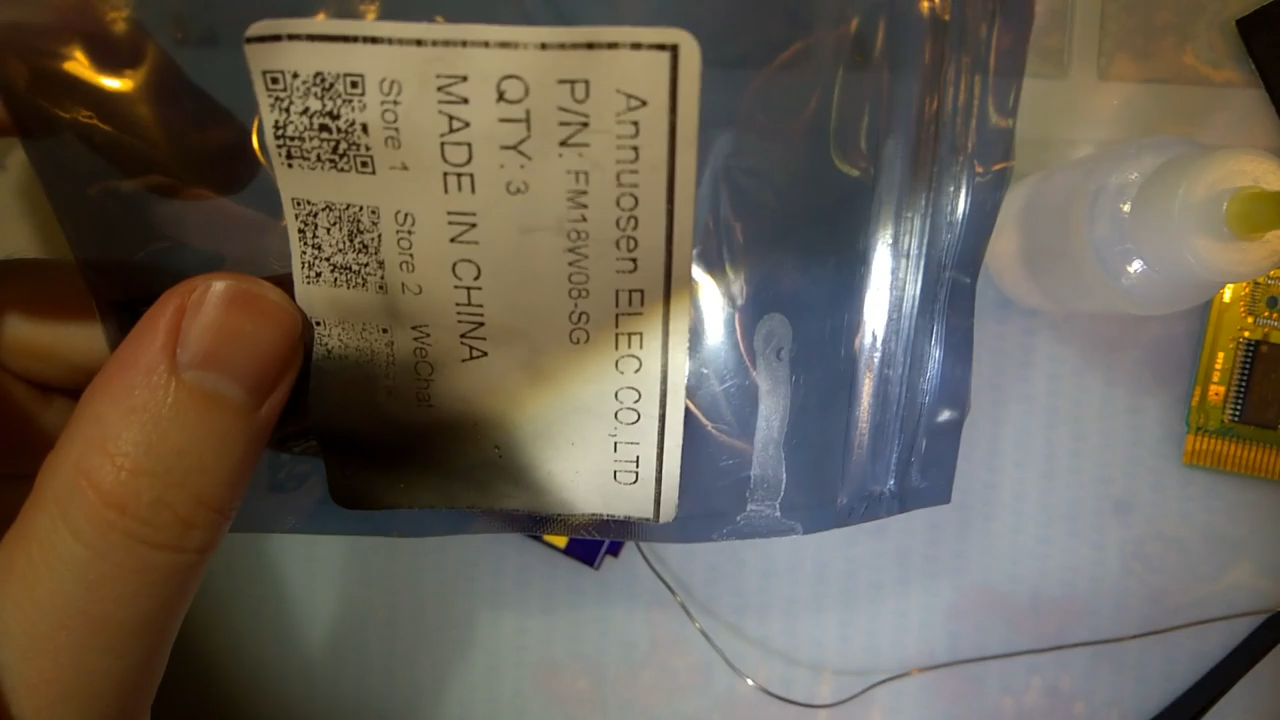 Annuosen ELEC CO.,LTD
P/N: FM18W08-SG
QTY: 3
MADE IN CHINA
Store 1 Store 2 WeChat